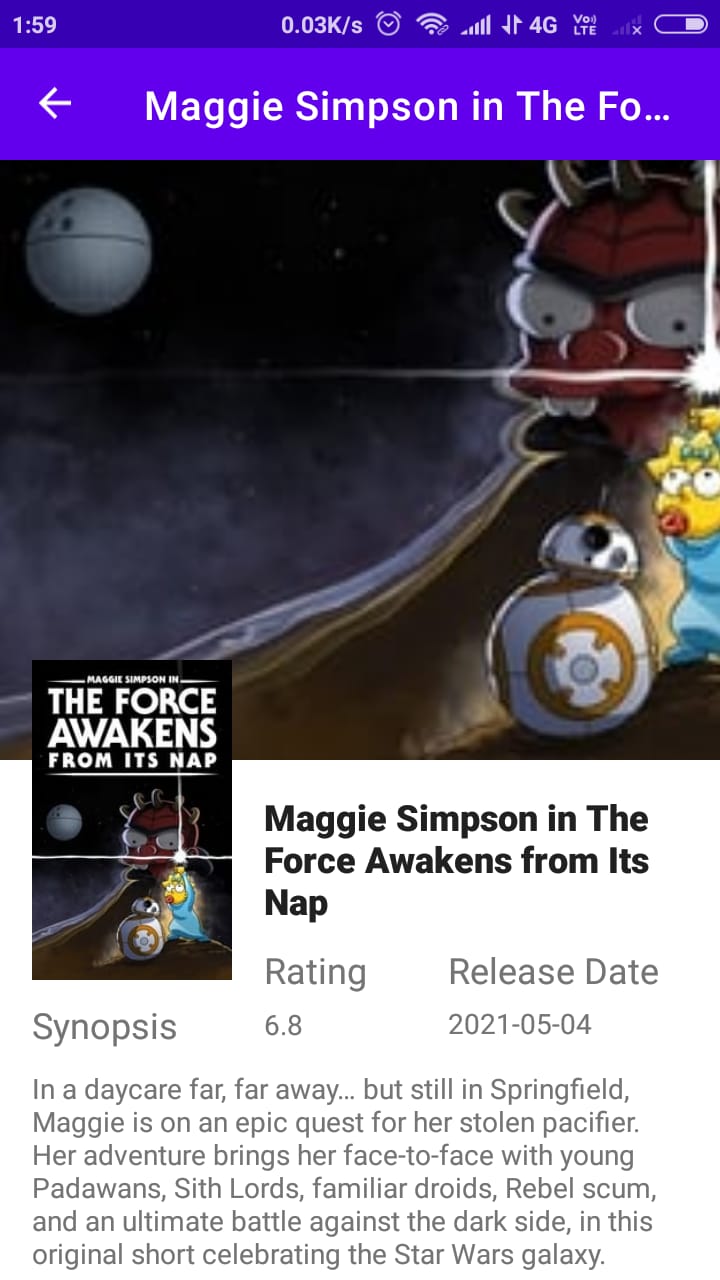 1:59
0.03K/s
4G
Vo))
LTE
Maggie Simpson in The Fo...
MAGGIE SIMPSON IN
THE FORCE
AWAKENS
FROM ITS NAP
Maggie Simpson in The
Force Awakens from Its
Nap
Rating
Release Date
6.8
2021-05-04
Synopsis
In a daycare far, far away… but still in Springfield,
Maggie is on an epic quest for her stolen pacifier.
Her adventure brings her face-to-face with young
Padawans, Sith Lords, familiar droids, Rebel scum,
and an ultimate battle against the dark side, in this
original short celebrating the Star Wars galaxy.